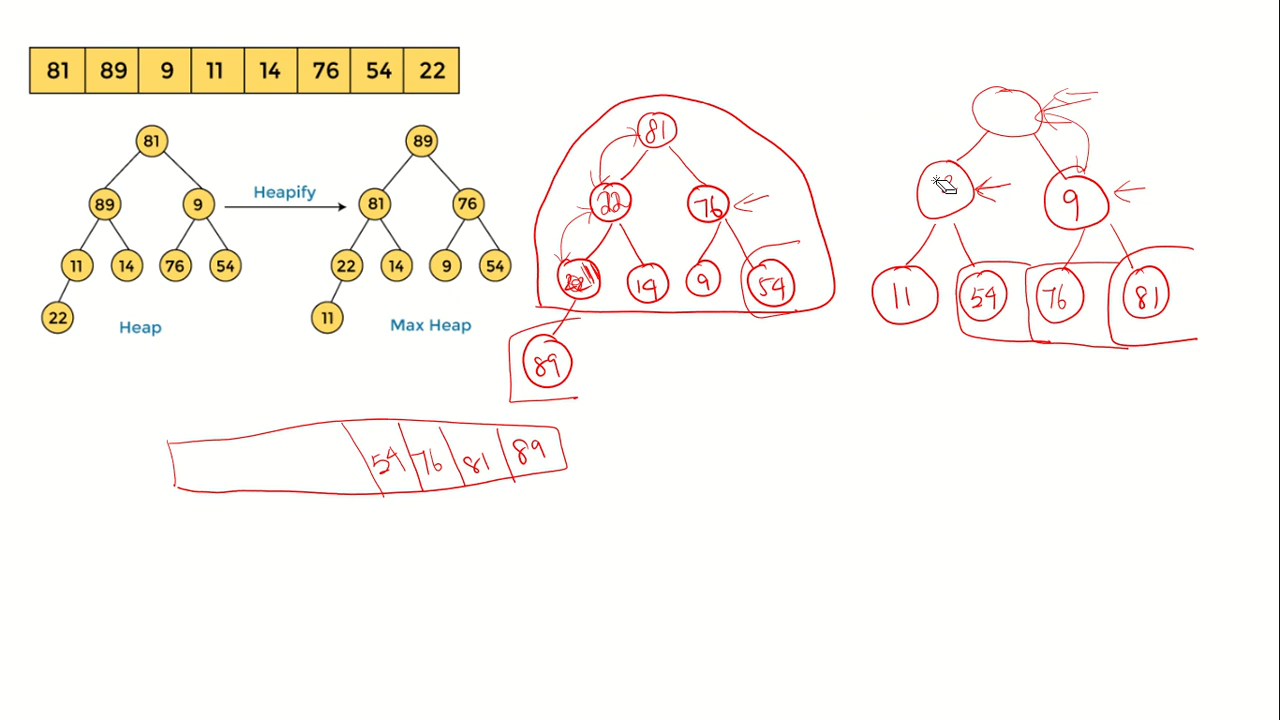 81 89 9 11 14 76 54 22
81
89 9
11 14 76 54
22
Heapify
Heap
89
81 76
22 14 9 54
11
Max Heap
81
22 76
14 9 54
89
9
11 54 76 81
54 76 81 89